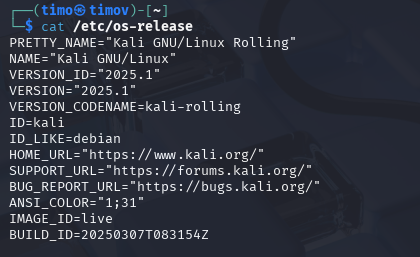 ┌──(timo㉿timov)-[~]
└─$ cat /etc/os-release
PRETTY_NAME="Kali GNU/Linux Rolling"
NAME="Kali GNU/Linux"
VERSION_ID="2025.1"
VERSION="2025.1"
VERSION_CODENAME=kali-rolling
ID=kali
ID_LIKE=debian
HOME_URL="https://www.kali.org/"
SUPPORT_URL="https://forums.kali.org/"
BUG_REPORT_URL="https://bugs.kali.org/"
ANSI_COLOR="1;31"
IMAGE_ID=live
BUILD_ID=20250307T083154Z